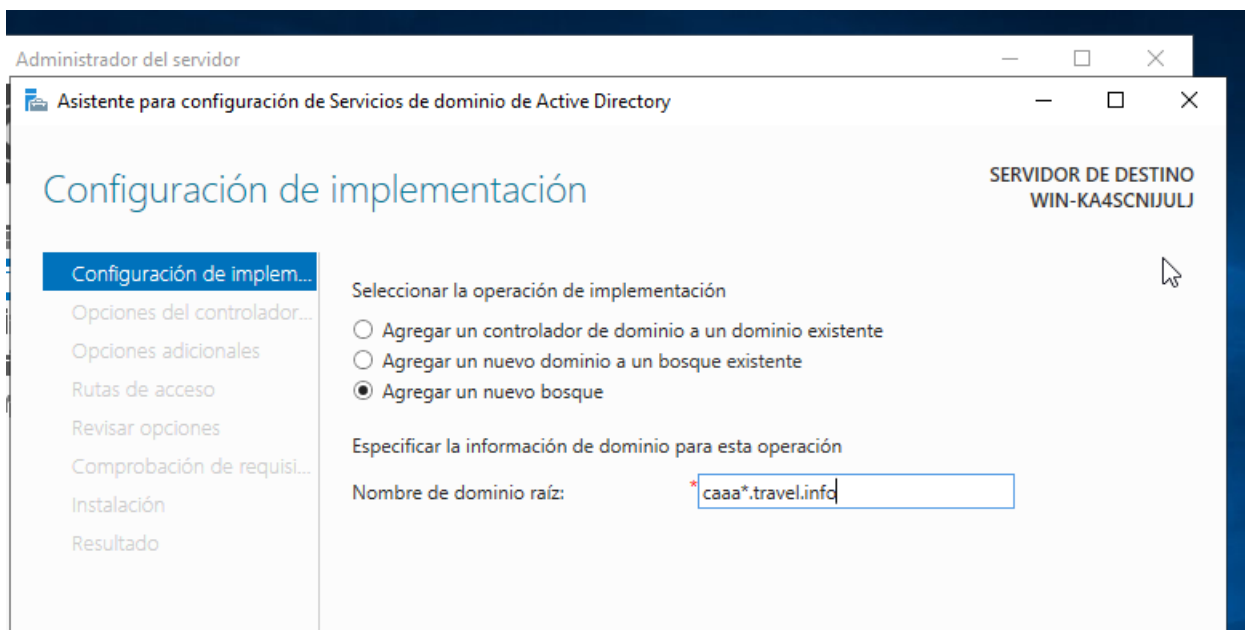 Administrador del servidor
Asistente para configuración de Servicios de dominio de Active Directory
Configuración de implementación
SERVIDOR DE DESTINO
WIN-KA4SCNIJULJ
Configuración de implem...
Opciones del controlador...
Opciones adicionales
Rutas de acceso
Revisar opciones
Comprobación de requisi...
Instalación
Resultado
Seleccionar la operación de implementación
Agregar un controlador de dominio a un dominio existente
Agregar un nuevo dominio a un bosque existente
Agregar un nuevo bosque
Especificar la información de dominio para esta operación
Nombre de dominio raíz: *caaa*.travel.info